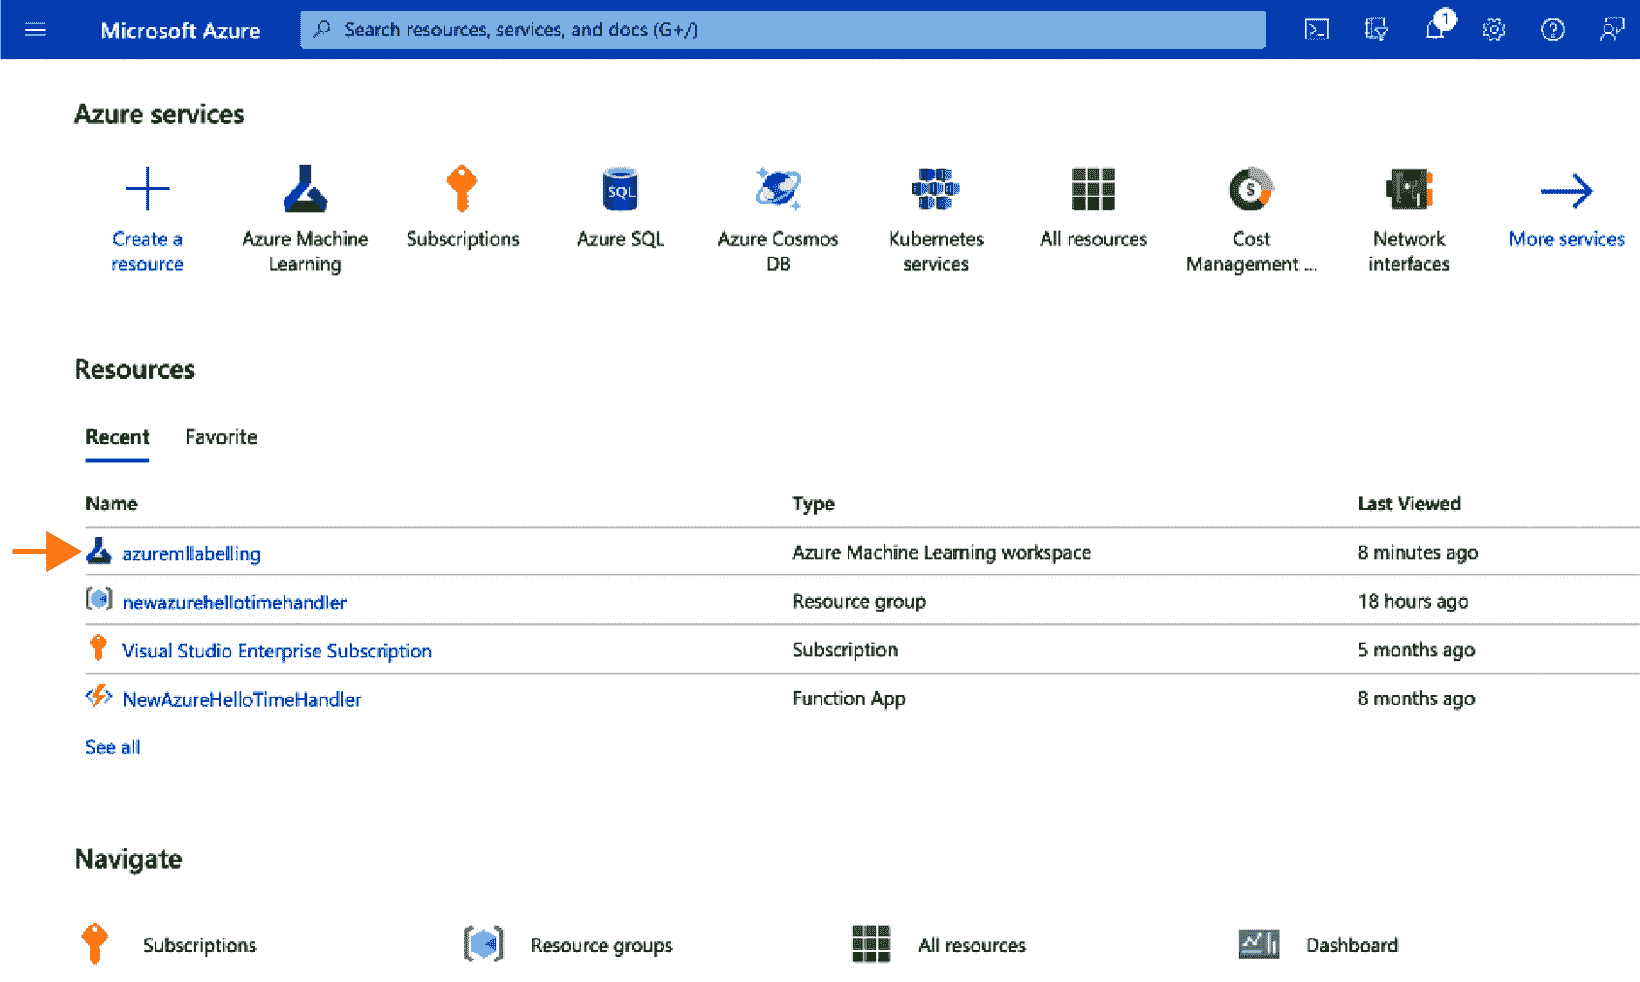 Microsoft Azure
Search resources, services, and docs (G+/)
1
Azure services
SQL
$
Create a resource
Azure Machine Learning
Subscriptions
Azure SQL
Azure Cosmos DB
Kubernetes services
All resources
Cost Management ...
Network interfaces
More services
Resources
Recent Favorite
Name Type Last Viewed
azuremllabelling Azure Machine Learning workspace 8 minutes ago
newazurehellotimehandler Resource group 18 hours ago
Visual Studio Enterprise Subscription Subscription 5 months ago
NewAzureHelloTimeHandler Function App 8 months ago
See all
Navigate
Subscriptions Resource groups All resources Dashboard